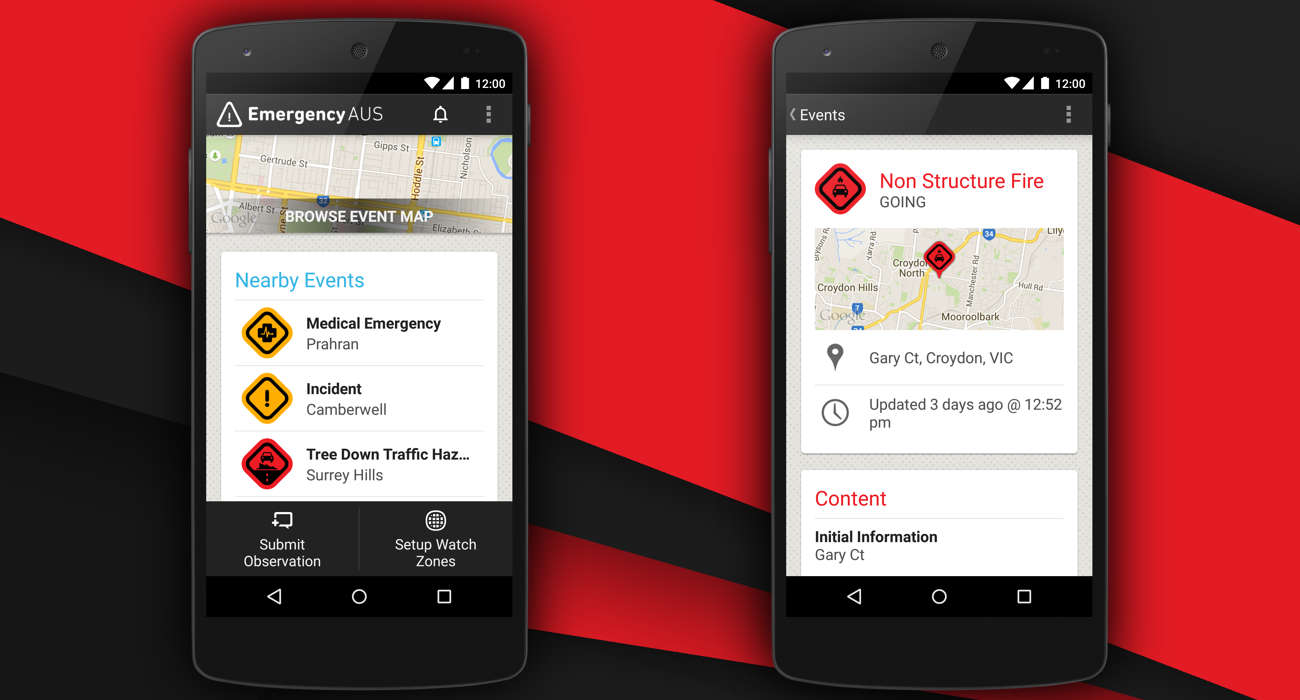 12:00
Emergency AUS
Gipps St
Gertrude St
Hoddle St
Nicholson
Albert St
32
Google
BROWSE EVENT MAP
Elizabeth St
Nearby Events
Medical Emergency
Prahran
Incident
Camberwell
Tree Down Traffic Haz...
Surrey Hills
Submit
Observation
Setup Watch
Zones
12:00
Events
Non Structure Fire
GOING
34
Croydon
North
Manchester Rd
Croydon Hills
Hull Rd
7
Google
Mooroolbark
Gary Ct, Croydon, VIC
Updated 3 days ago @ 12:52
pm
Content
Initial Information
Gary Ct